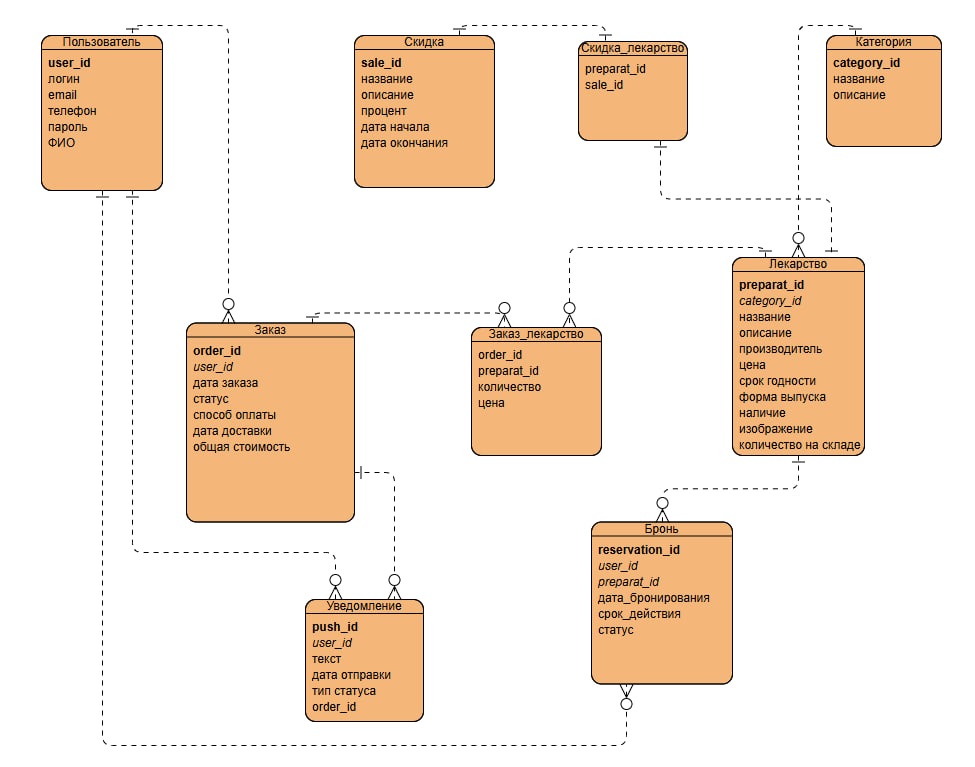 Пользователь
user_id
логин
email
телефон
пароль
ФИО
Скидка
sale_id
название
описание
процент
дата начала
дата окончания
Скидка_лекарство
preparat_id
sale_id
Категория
category_id
название
описание
Лекарство
preparat_id
category_id
название
описание
производитель
цена
срок годности
форма выпуска
наличие
изображение
количество на складе
Заказ
order_id
user_id
дата заказа
статус
способ оплаты
дата доставки
общая стоимость
Заказ_лекарство
order_id
preparat_id
количество
цена
Бронь
reservation_id
user_id
preparat_id
дата_бронирования
срок_действия
статус
Уведомление
push_id
user_id
текст
дата отправки
тип статуса
order_id